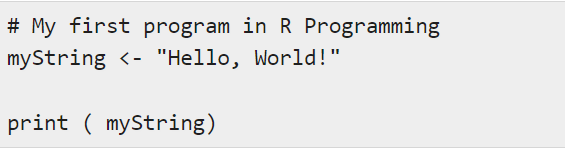 # My first program in R Programming
myString <- "Hello, World!"
print ( myString)